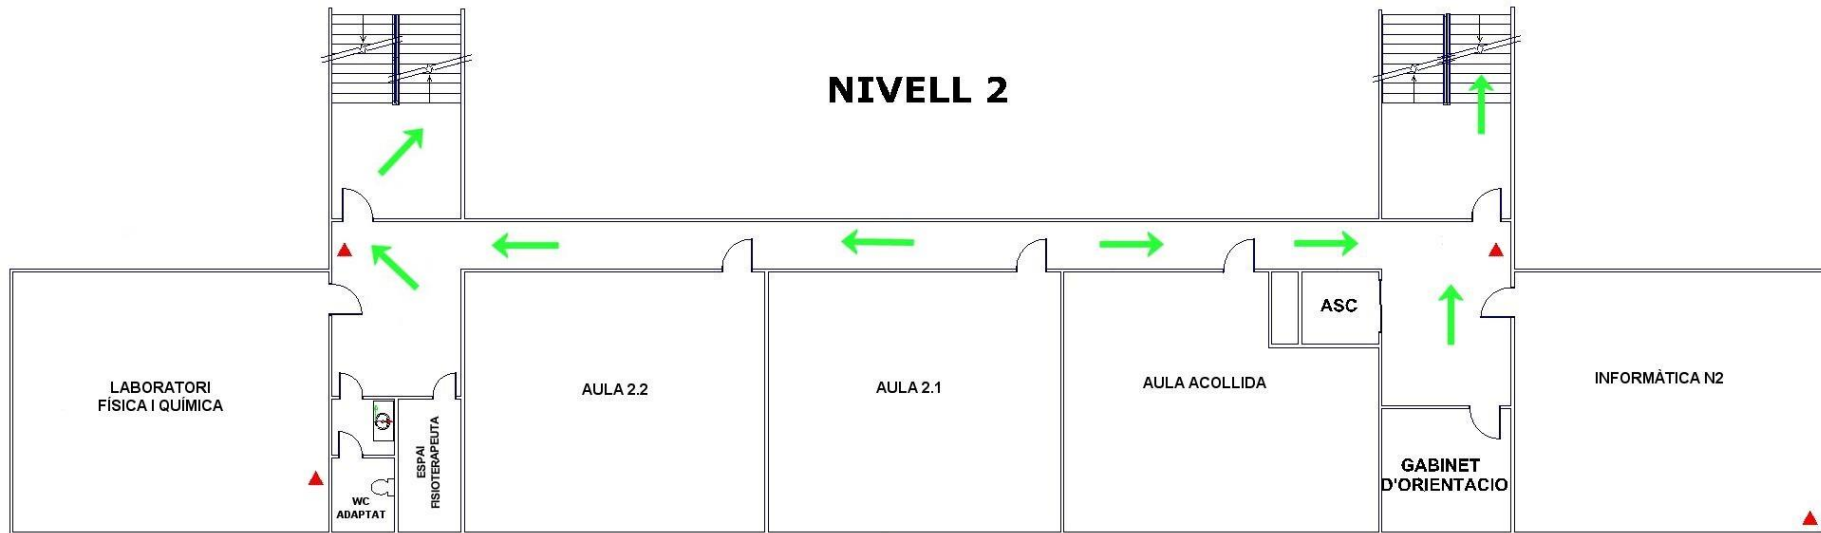 NIVELL 2
ASC
LABORATORI
FÍSICA I QUÍMICA
AULA 2.2
AULA 2.1
AULA ACOLLIDA
INFORMÀTICA N2
ESPAI
FISIOTERAPEUTA
WC
ADAPTAT
GABINET
D'ORIENTACIO